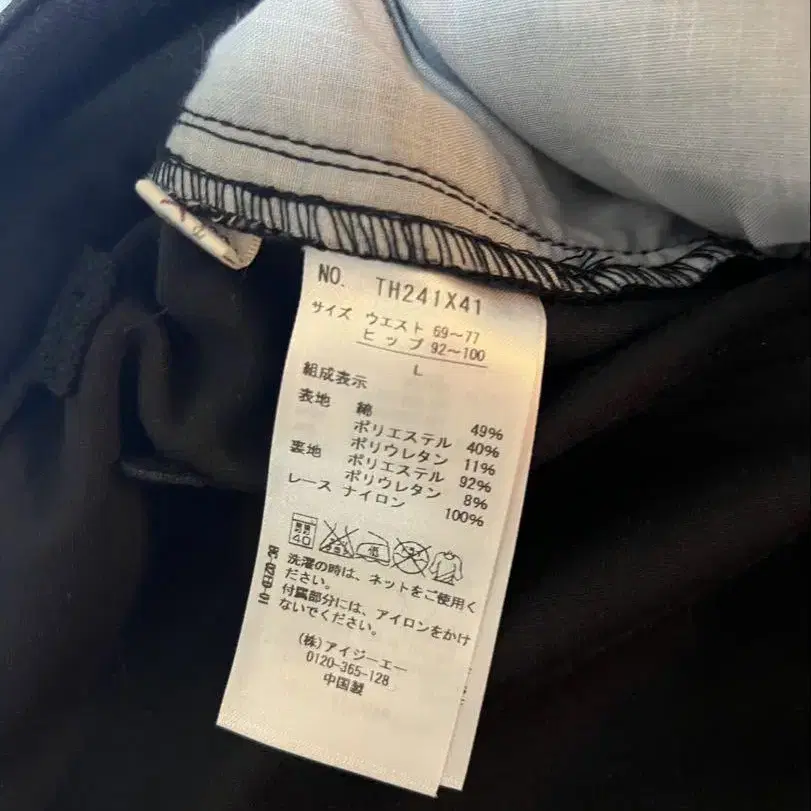 NO. TH241X41
サイズ ウエスト 69〜77
ヒップ 92〜100
L
組成表示
表地 綿 49%
ポリエステル 40%
ポリウレタン 11%
裏地 ポリエステル 92%
ポリウレタン 8%
レース ナイロン 100%
40
洗濯の時は、ネットをご使用く
ださい。
付属部分には、アイロンをかけ
ないでください。
(株)アイジーエー
0120-365-128
中国製